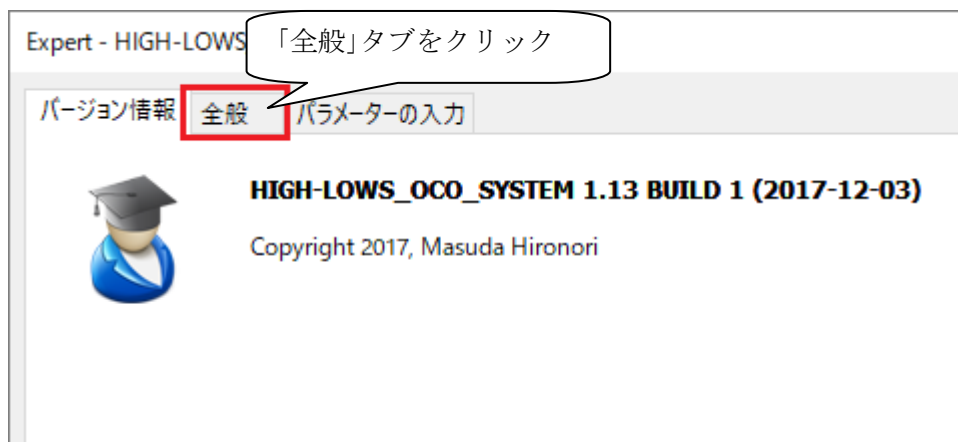 Expert - HIGH-LOWS
「全般」タブをクリック
バージョン情報 全般 パラメーターの入力
HIGH-LOWS_OCO_SYSTEM 1.13 BUILD 1 (2017-12-03)
Copyright 2017, Masuda Hironori